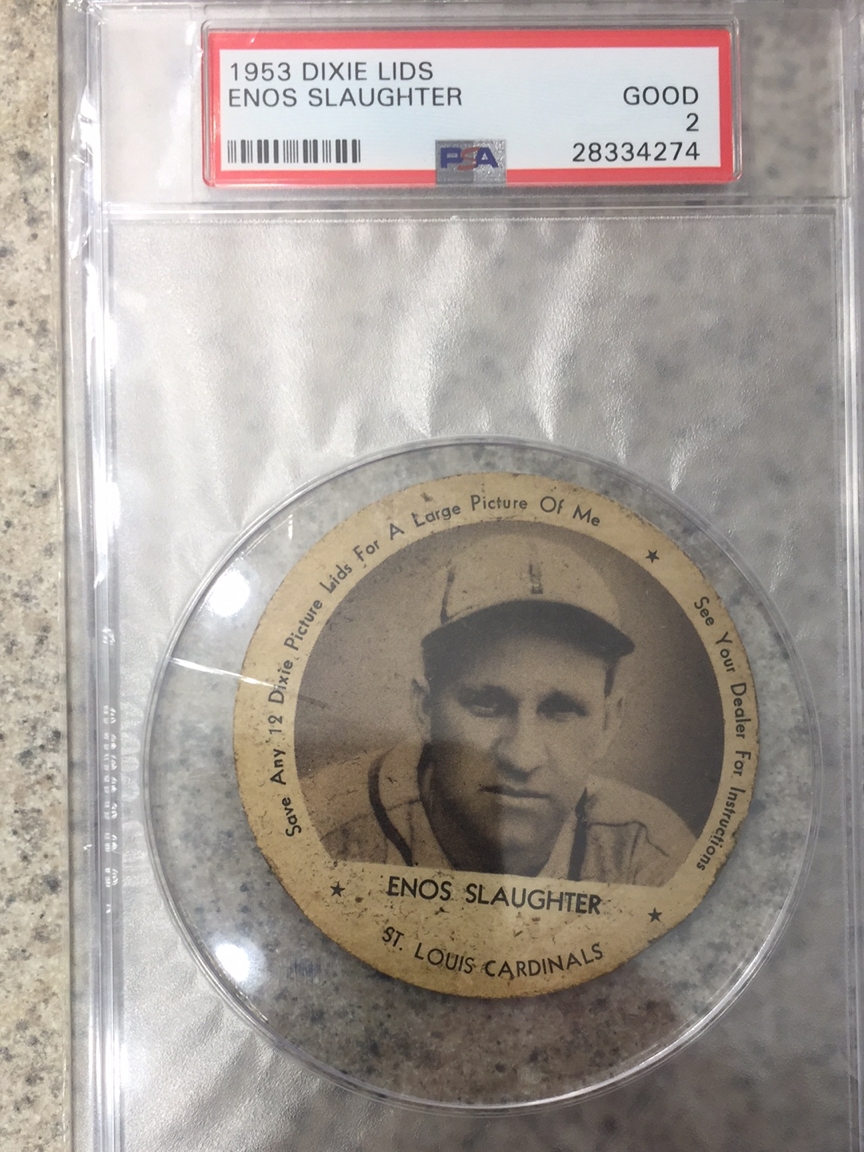 1953 DIXIE LIDS
ENOS SLAUGHTER GOOD
2
PSA 28334274
Save Any 12 Dixie Picture Lids For A Large Picture Of Me
See Your Dealer For Instructions
ENOS SLAUGHTER
ST. LOUIS CARDINALS